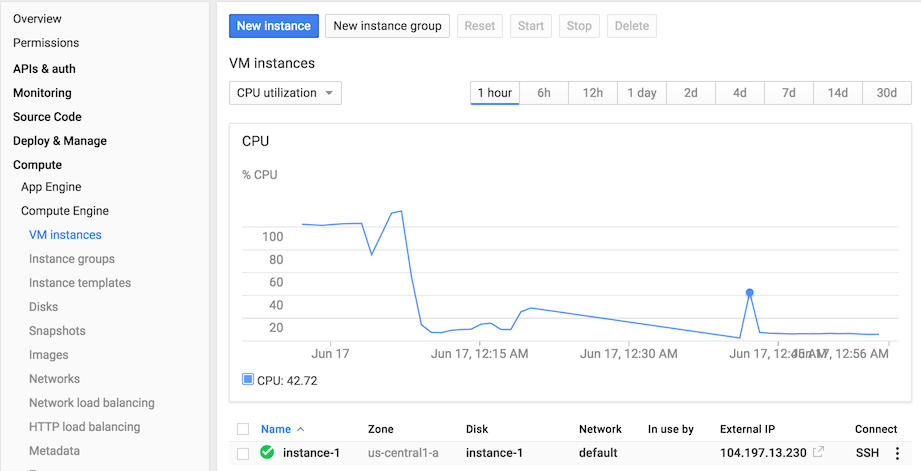 Overview
Permissions
APIs & auth
Monitoring
Source Code
Deploy & Manage
Compute
App Engine
Compute Engine
VM instances
Instance groups
Instance templates
Disks
Snapshots
Images
Networks
Network load balancing
HTTP load balancing
Metadata
New instance New instance group Reset Start Stop Delete
VM instances
CPU utilization 1 hour 6h 12h 1 day 2d 4d 7d 14d 30d
CPU
% CPU
100
80
60
40
20
Jun 17 Jun 17, 12:15 AM Jun 17, 12:30 AM Jun 17, 12:45 AM Jun 17, 12:56 AM
CPU: 42.72
Name Zone Disk Network In use by External IP Connect
instance-1 us-central1-a instance-1 default 104.197.13.230 SSH